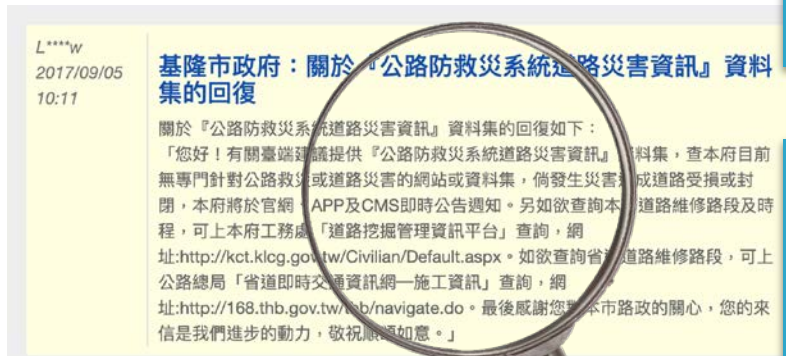 L****w
2017/09/05
10:11
基隆市政府：關於『公路防救災系統道路災害資訊』資料
集的回復
關於『公路防救災系統道路災害資訊』資料集的回復如下：
「您好！有關臺端建議提供『公路防救災系統道路災害資訊』資料集，查本府目前
無專門針對公路救災或道路災害的網站或資料集，倘發生災害造成道路受損或封
閉，本府將於官網、APP及CMS即時公告週知。另如欲查詢本市道路維修路段及時
程，可上本府工務處「道路挖掘管理資訊平台」查詢，網
址:http://kct.klcg.gov.tw/Civilian/Default.aspx。如欲查詢省道道路維修路段，可上
公路總局「省道即時交通資訊網—施工資訊」查詢，網
址:http://168.thb.gov.tw/thb/navigate.do。最後感謝您對本市路政的關心，您的來
信是我們進步的動力，敬祝順頌如意。」